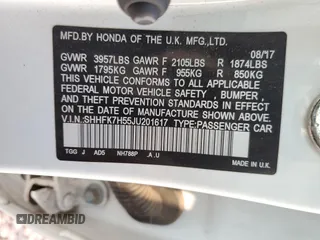 MFD BY HONDA OF THE U.K. MFG. 08/17
GVWR 3957LBS GAWR F 2105LBS R 1874LBS
GVWR 1795KG GAWR F 955KG R 850KG
THIS VEHICLE CONFORMS TO ALL APPLICABLE
FEDERAL MOTOR VEHICLE SAFETY,
BUMPER, AND THEFT PREVENTION
STANDARDS IN EFFECT ON THE
DATE OF MANUFACTURE SHOWN ABOVE.
V.I.N.:SHHFK7H55JU201617 TYPE:PASSENGER CAR
TGG J AD5 NH788P .A.U MADE IN U.K.
DREAMBID